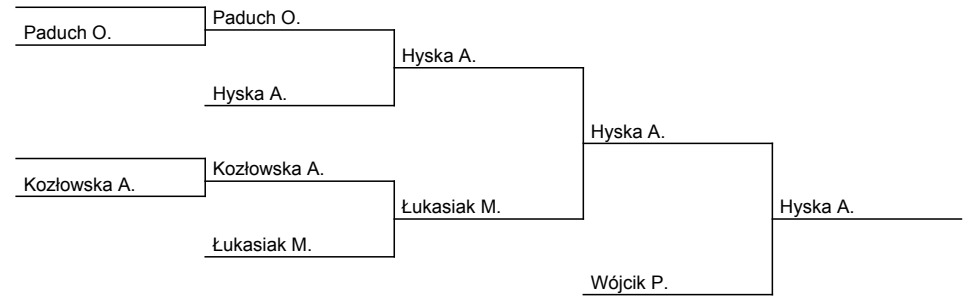 Paduch O.
Paduch O.
Hyska A.
Hyska A.
Hyska A.
Kozłowska A.
Kozłowska A.
Łukasiak M.
Hyska A.
Łukasiak M.
Wójcik P.